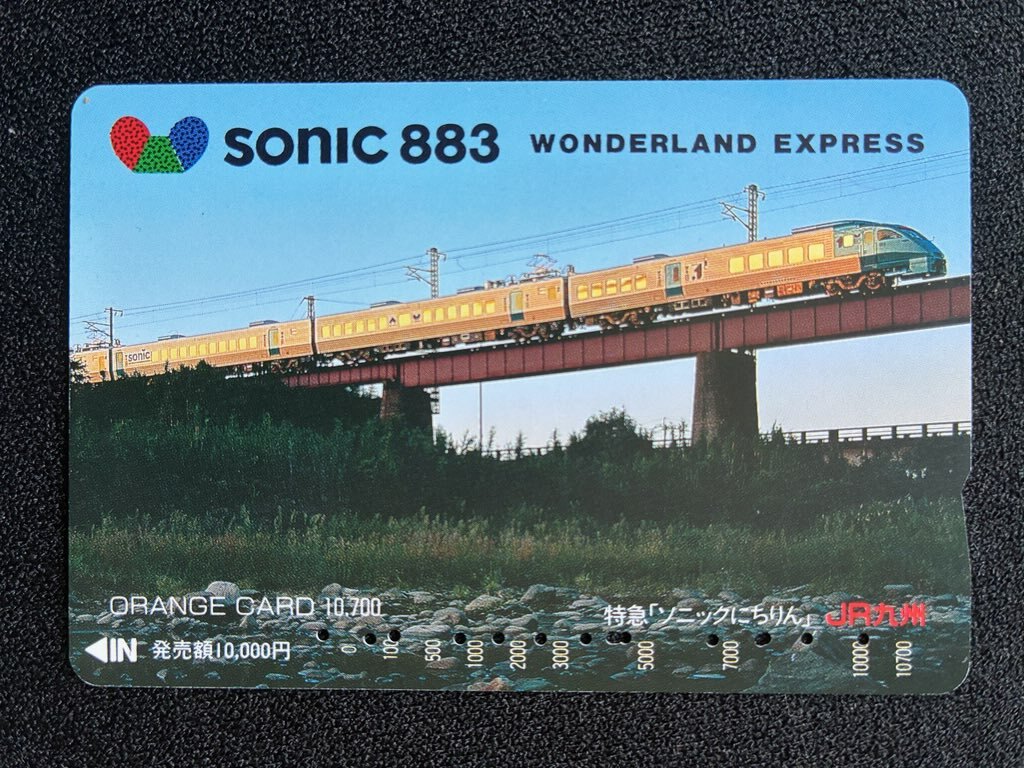 sonic 883 WONDERLAND EXPRESS
sonic
ORANGE CARD 10,700
特急「ソニックにちりん」 JR九州
◀IN 発売額10,000円
0 100 500 1000 2000 3000 5000 7000 10000 10700